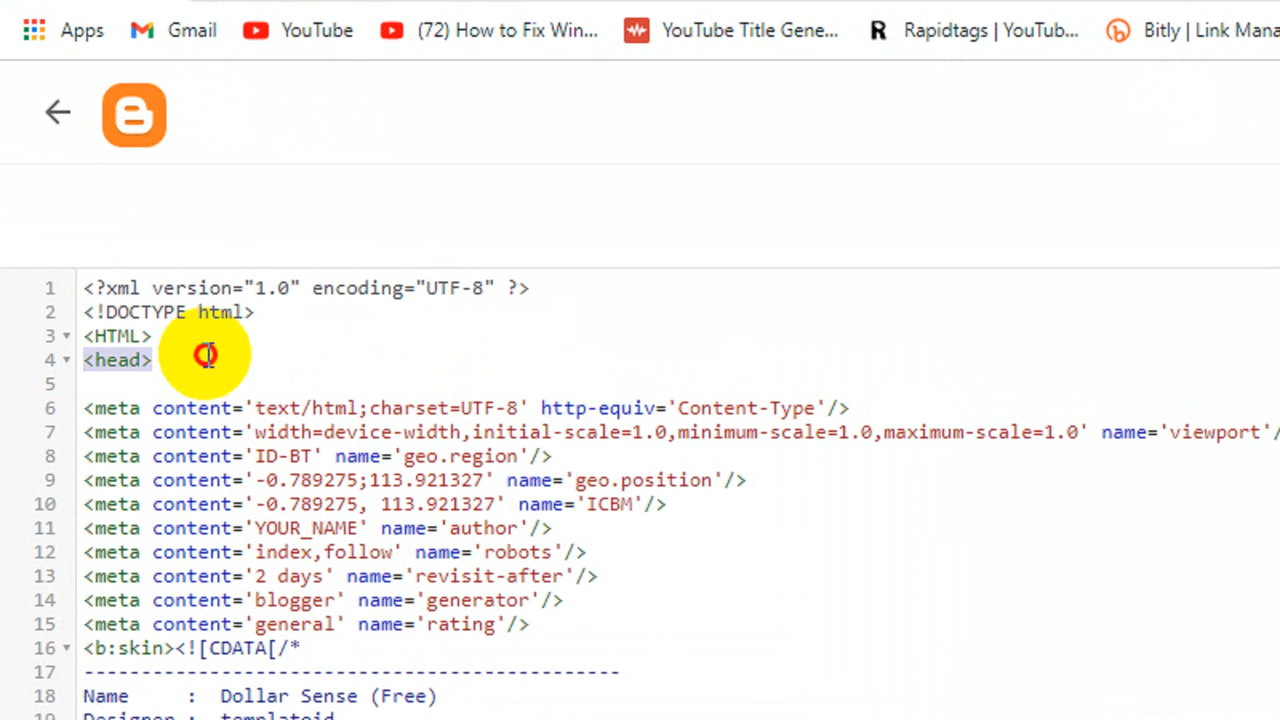 Apps Gmail YouTube (72) How to Fix Win... YouTube Title Gene... Rapidtags | YouTub... Bitly | Link Mana
1 <?xml version="1.0" encoding="UTF-8" ?>
2 <!DOCTYPE html>
3 <HTML>
4 <head>
5
6 <meta content='text/html;charset=UTF-8' http-equiv='Content-Type'/>
7 <meta content='width=device-width,initial-scale=1.0,minimum-scale=1.0,maximum-scale=1.0' name='viewport'/
8 <meta content='ID-BT' name='geo.region'/>
9 <meta content='-0.789275;113.921327' name='geo.position'/>
10 <meta content='-0.789275, 113.921327' name='ICBM'/>
11 <meta content='YOUR_NAME' name='author'/>
12 <meta content='index,follow' name='robots'/>
13 <meta content='2 days' name='revisit-after'/>
14 <meta content='blogger' name='generator'/>
15 <meta content='general' name='rating'/>
16 <b:skin><![CDATA[/*
17 -----------------------------------------------
18 Name : Dollar Sense (Free)
19 Designer : templatoid